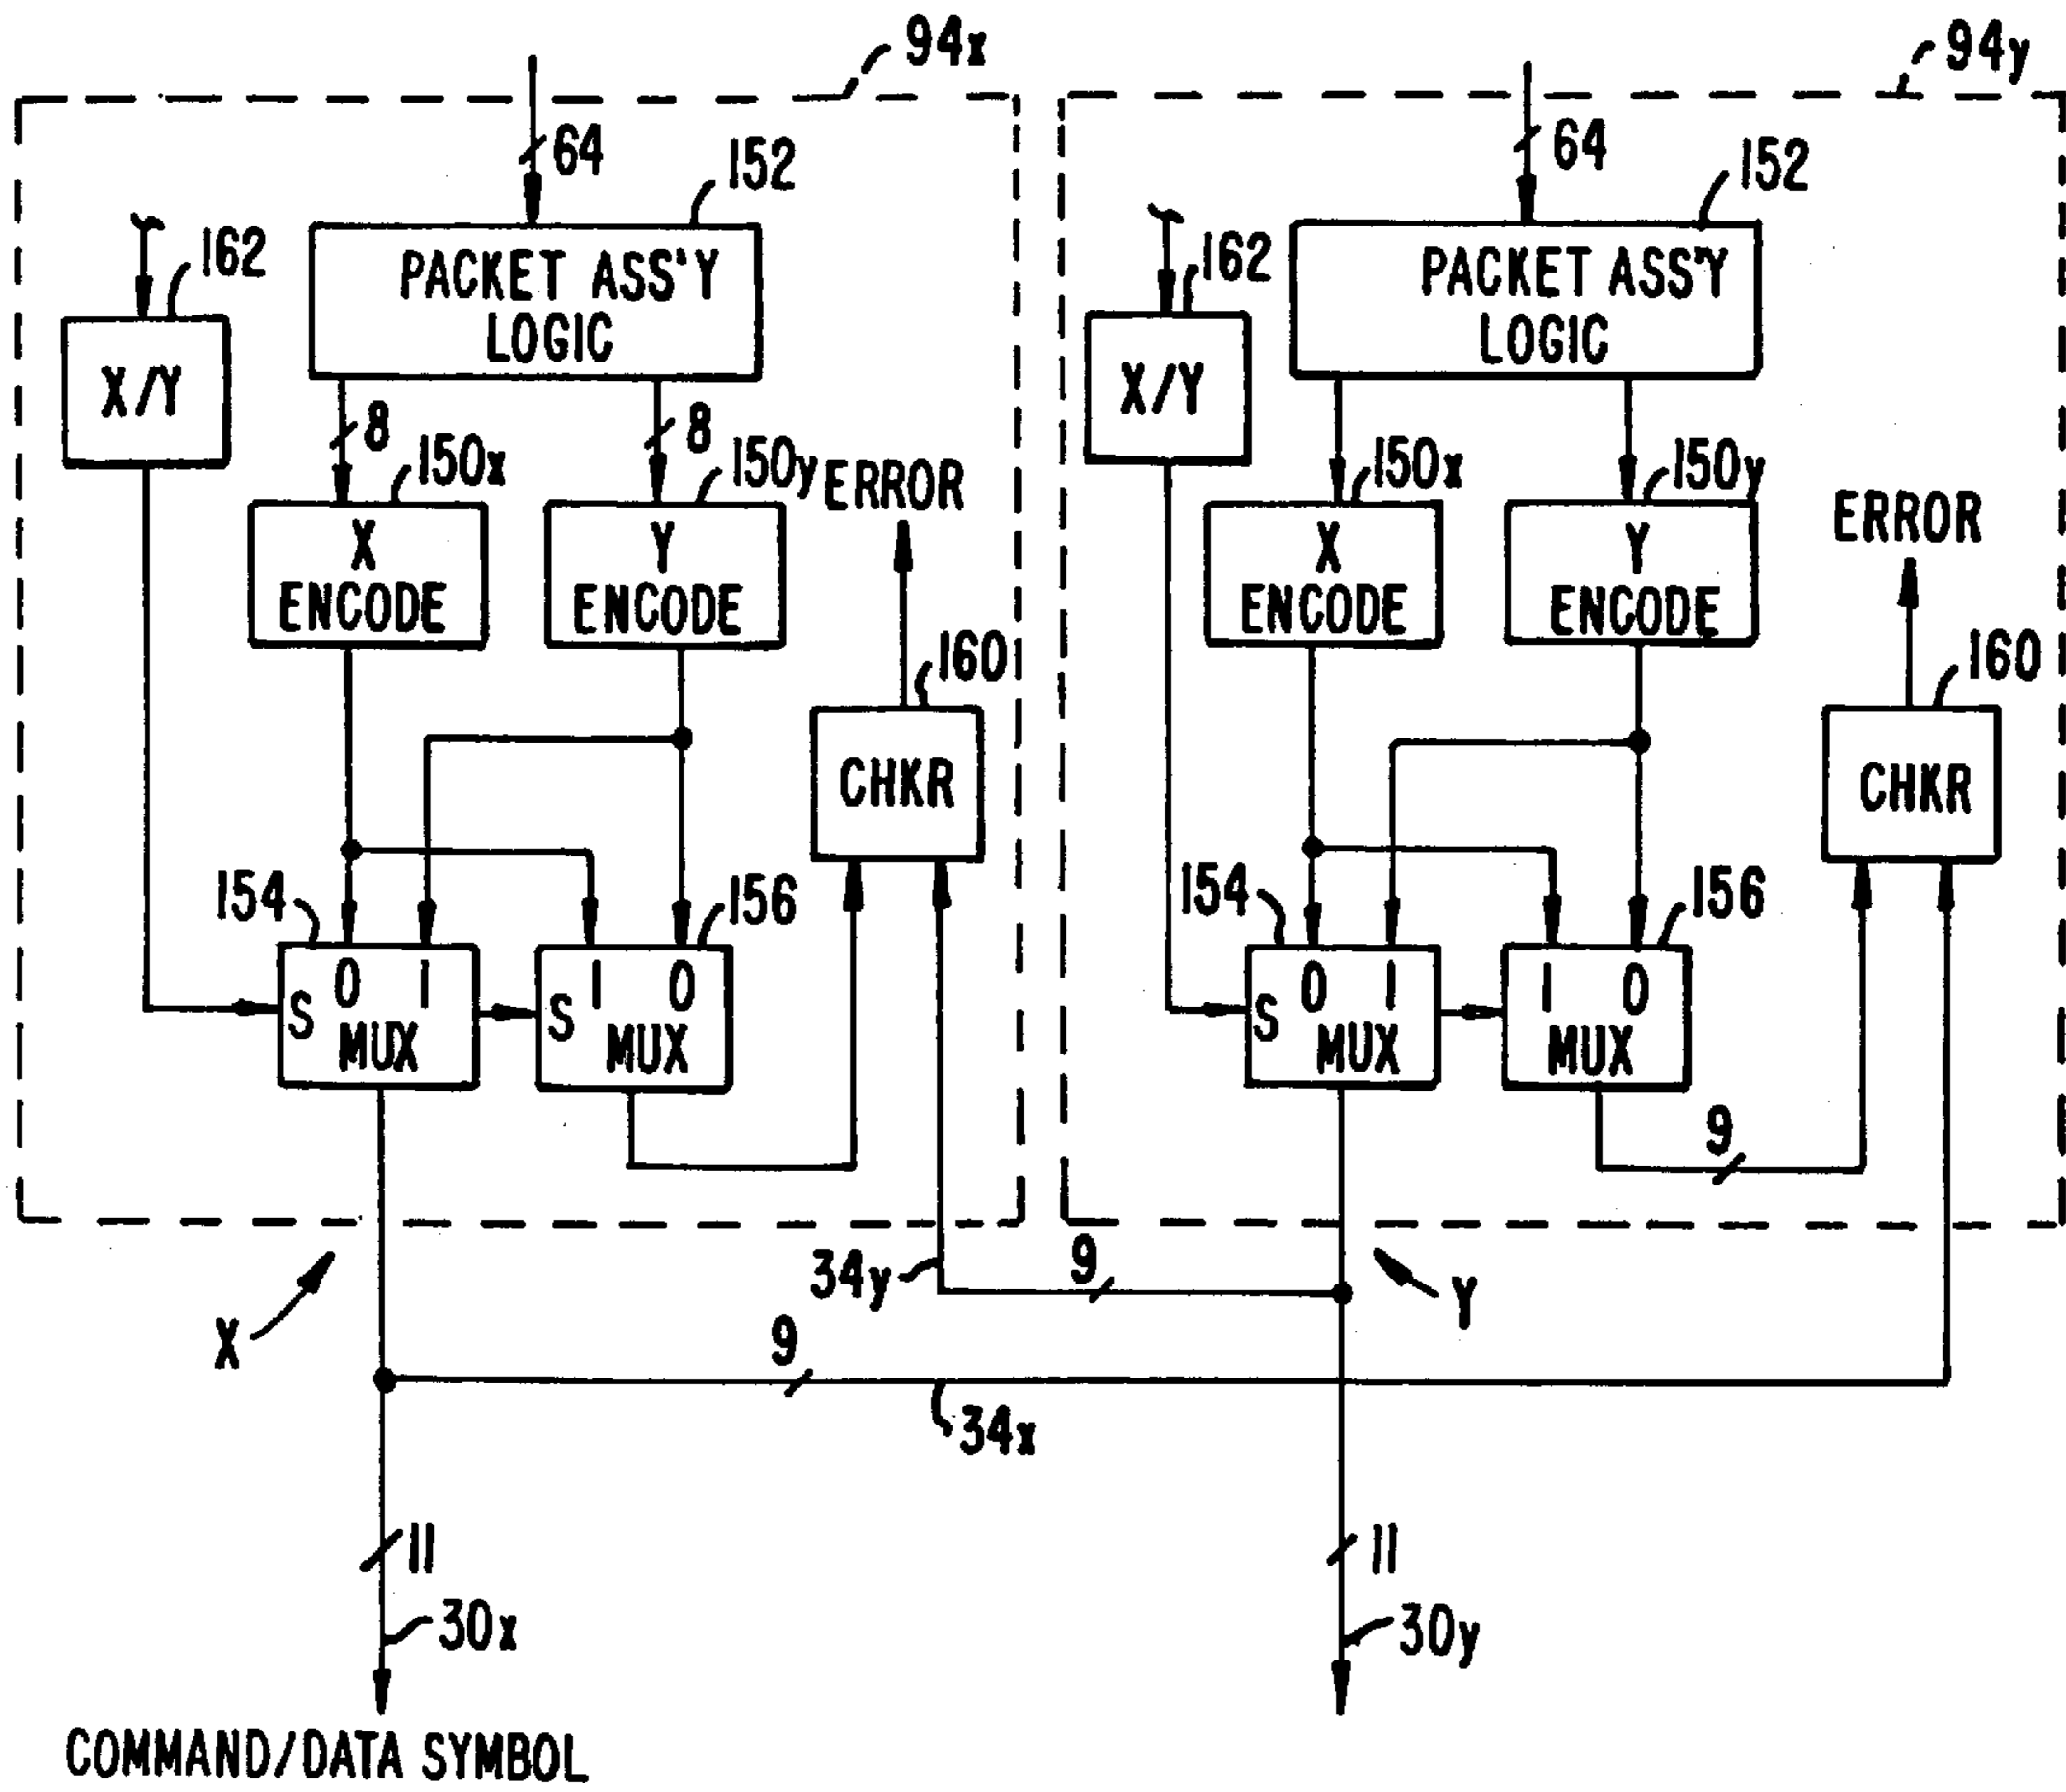 94x
94y
64
64
152
152
162
162
PACKET ASS'Y
LOGIC
PACKET ASS'Y
LOGIC
X/Y
X/Y
8
8
150x
150y
ERROR
150x
150y
ERROR
X
ENCODE
Y
ENCODE
X
ENCODE
Y
ENCODE
160
160
CHKR
CHKR
154
156
154
156
S 0 1
MUX
S 1 0
MUX
S 0 1
MUX
1 0
MUX
9
34y
9
X
Y
9
34x
11
11
30x
30y
COMMAND/DATA SYMBOL